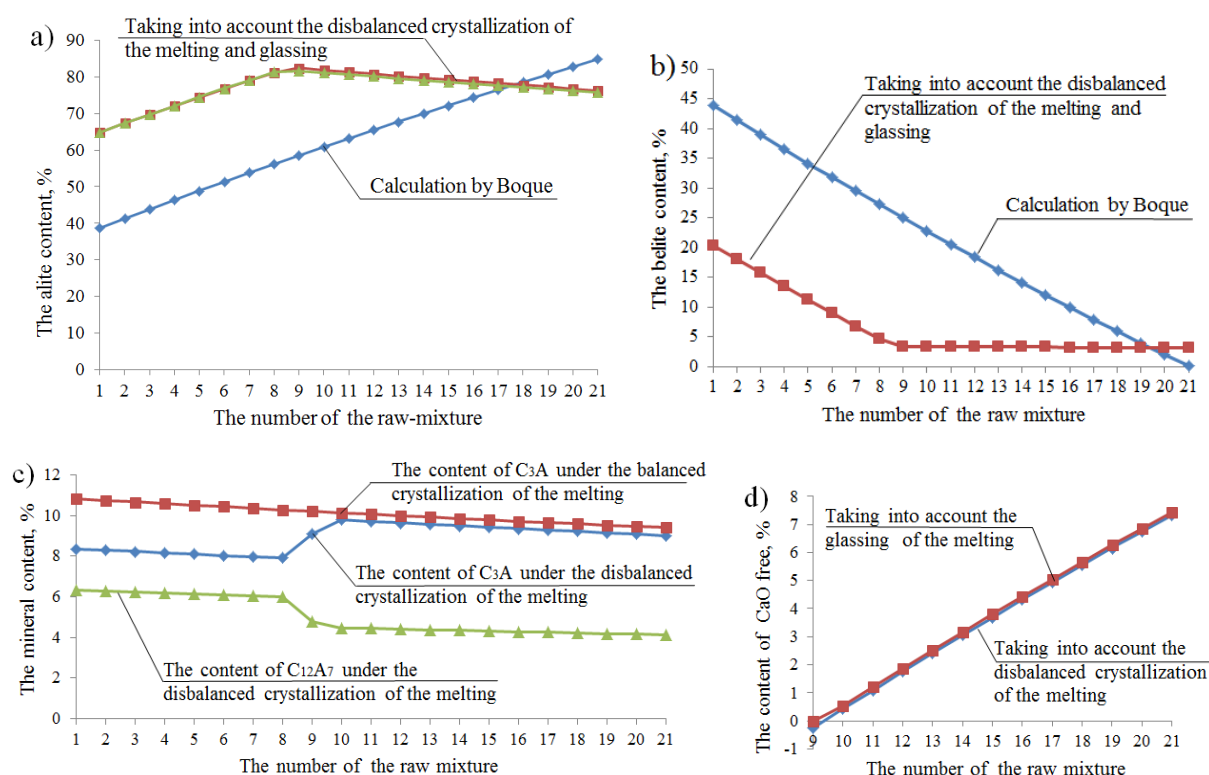 a)
Taking into account the disbalanced crystallization of
the melting and glassing
The alite content, %
90
80
70
60
50
40
30
20
10
0
Calculation by Boque
1 2 3 4 5 6 7 8 9 10 11 12 13 14 15 16 17 18 19 20 21
The number of the raw-mixture
b)
Taking into account the disbalanced
crystallization of the melting and
glassing
The belite content, %
50
45
40
35
30
25
20
15
10
5
0
Calculation by Boque
1 2 3 4 5 6 7 8 9 10 11 12 13 14 15 16 17 18 19 20 21
The number of the raw mixture
c)
The mineral content, %
12
10
8
6
4
2
0
The content of C3A under the balanced
crystallization of the melting
The content of C3A under the disbalanced
crystallization of the melting
The content of C12A7 under the
disbalanced crystallization of the melting
1 2 3 4 5 6 7 8 9 10 11 12 13 14 15 16 17 18 19 20 21
The number of the raw mixture
d)
The content of CaO free, %
8
7
6
5
4
3
2
1
0
-1
Taking into account the
glassing of the melting
Taking into account the
disbalanced crystallization
of the melting
9 10 11 12 13 14 15 16 17 18 19 20 21
The number of the raw mixture